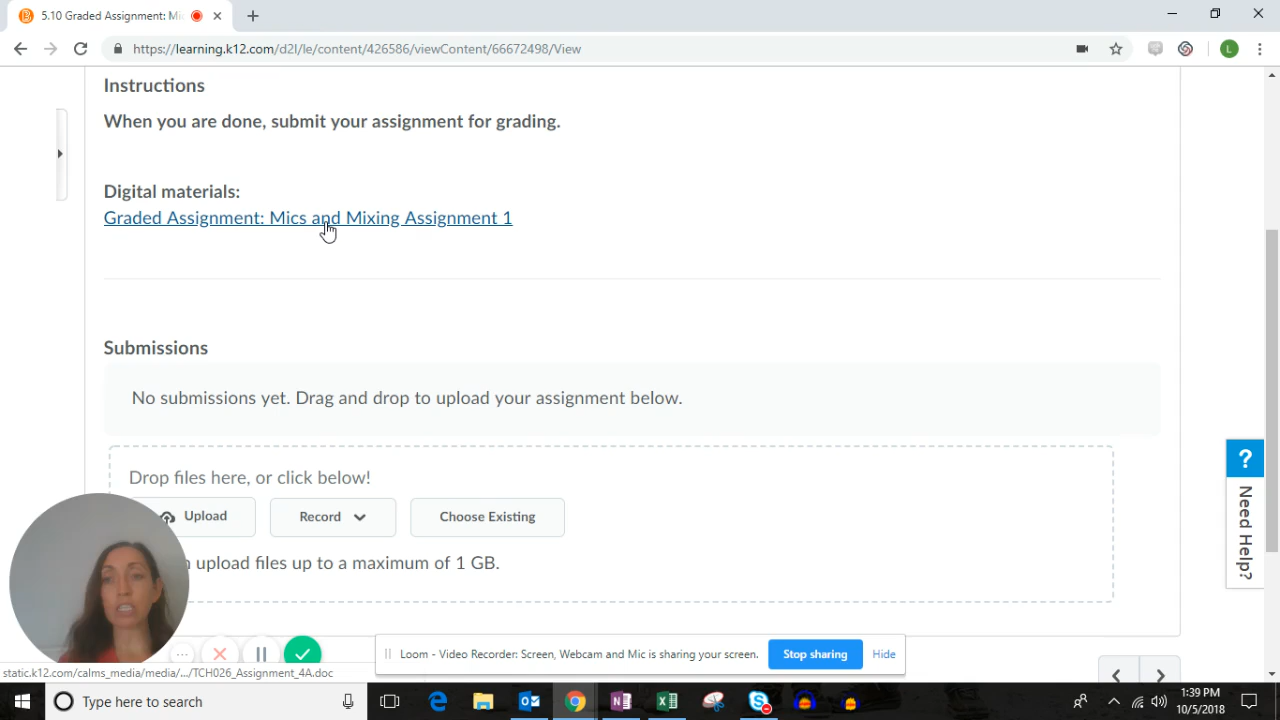 5.10 Graded Assignment: Mi
https://learning.k12.com/d2l/le/content/426586/viewContent/66672498/View
L
Instructions
When you are done, submit your assignment for grading.
Digital materials:
Graded Assignment: Mics and Mixing Assignment 1
Submissions
No submissions yet. Drag and drop to upload your assignment below.
Drop files here, or click below!
Upload
Record
Choose Existing
upload files up to a maximum of 1 GB.
?
Need Help?
Loom - Video Recorder: Screen, Webcam and Mic is sharing your screen.
Stop sharing
Hide
static.k12.com/calms_media/media/.../TCH026_Assignment_4A.doc
Type here to search
1:39 PM
10/5/2018